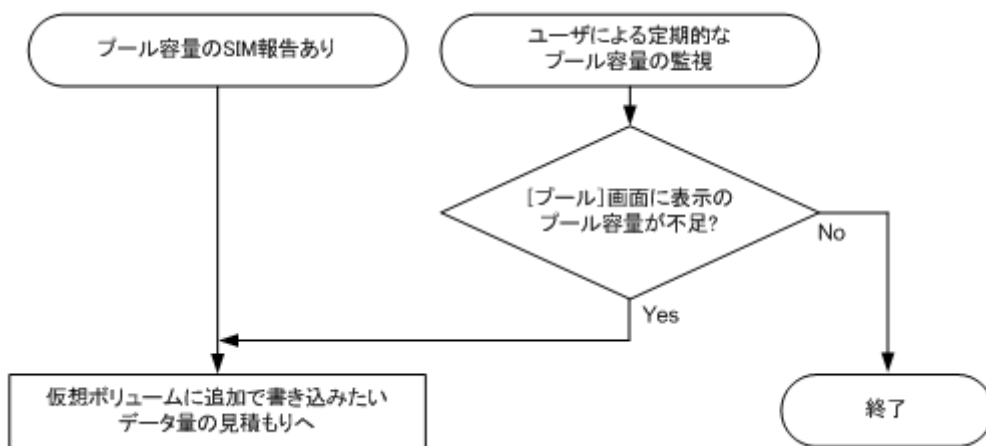 プール容量のSIM報告あり
ユーザによる定期的な
プール容量の監視
[プール]画面に表示の
プール容量が不足?
No
Yes
仮想ボリュームに追加で書き込みたい
データ量の見積もりへ
終了